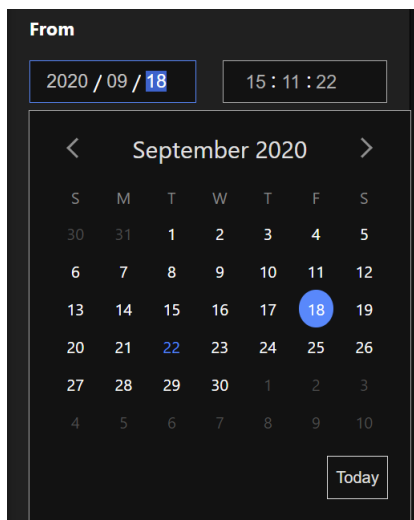 From
2020 / 09 / 18 15 : 11 : 22
September 2020
S M T W T F S
30 31 1 2 3 4 5
6 7 8 9 10 11 12
13 14 15 16 17 18 19
20 21 22 23 24 25 26
27 28 29 30 1 2 3
4 5 6 7 8 9 10
Today